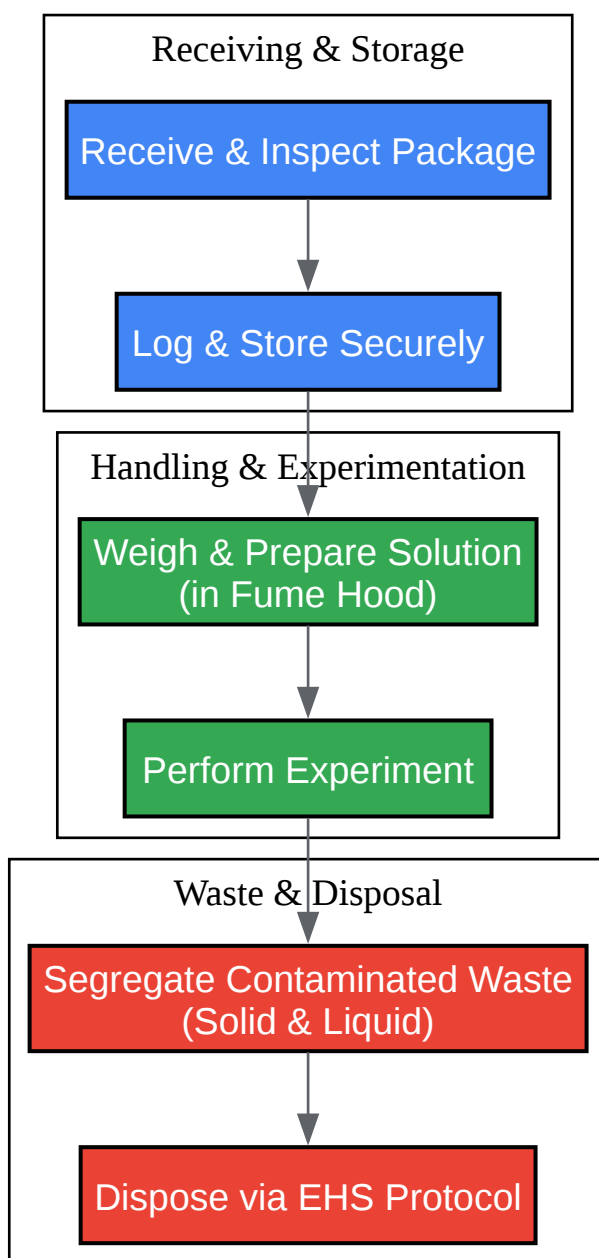 Receiving & Storage
Receive & Inspect Package
Log & Store Securely
Handling & Experimentation
Weigh & Prepare Solution
(in Fume Hood)
Perform Experiment
Waste & Disposal
Segregate Contaminated Waste
(Solid & Liquid)
Dispose via EHS Protocol